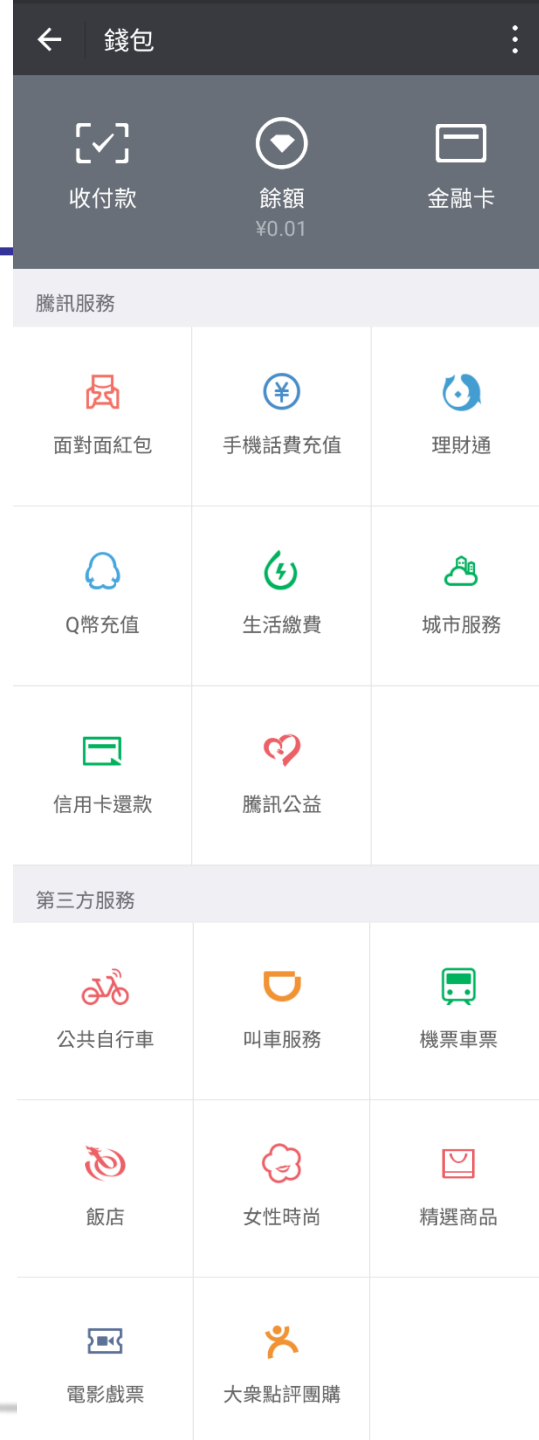 錢包
收付款 餘額 金融卡
¥0.01
騰訊服務
面對面紅包 手機話費充值 理財通
Q幣充值 生活繳費 城市服務
信用卡還款 騰訊公益
第三方服務
公共自行車 叫車服務 機票車票
飯店 女性時尚 精選商品
電影戲票 大衆點評團購